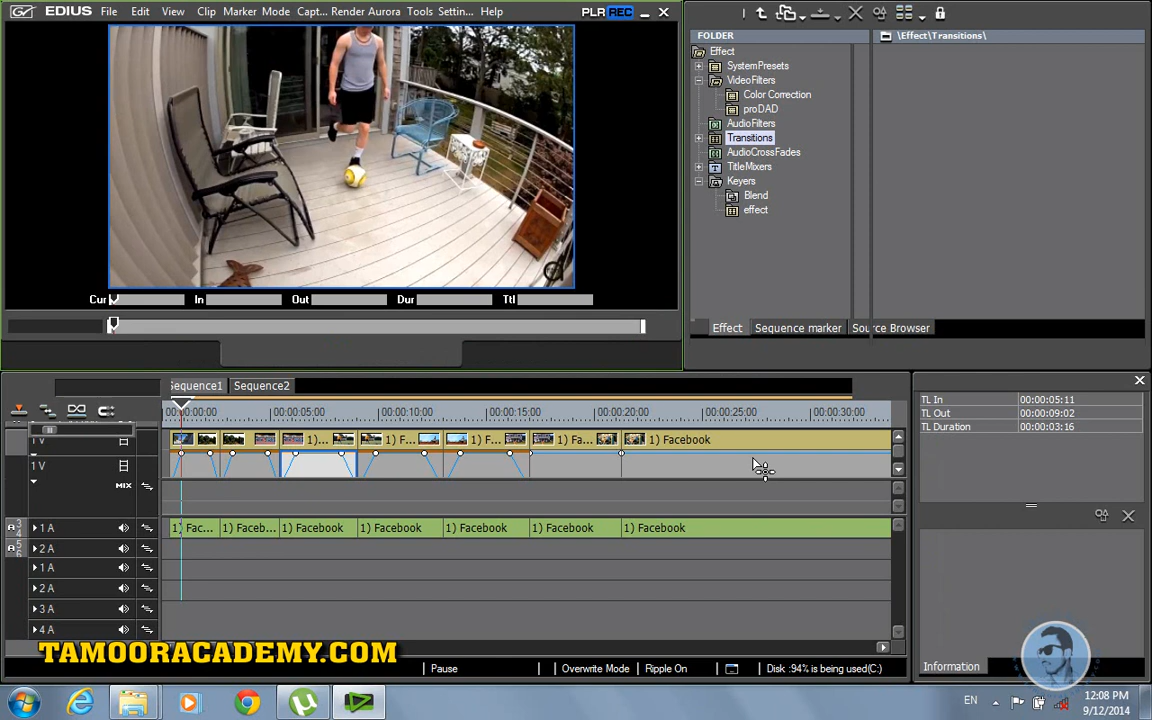 EDIUS File Edit View Clip Marker Mode Capt... Render Aurora Tools Settin... Help PLR REC
Cur In Out Dur Ttl
FOLDER
Effect
SystemPresets
VideoFilters
Color Correction
proDAD
AudioFilters
Transitions
AudioCrossFades
TitleMixers
Keyers
Blend
effect
\Effect\Transitions\
Effect Sequence marker Source Browser
Sequence1 Sequence2
00:00:00:00 00:00:05:00 00:00:10:00 00:00:15:00 00:00:20:00 00:00:25:00 00:00:30:00
1)... 1) F... 1) F... 1) Fa... 1) Facebook
1 V
1 V
MIX
1 A 1) Fac... 1) Faceb... 1) Facebook 1) Facebook 1) Facebook 1) Facebook 1) Facebook
2 A
1 A
2 A
3 A
4 A
TL In 00:00:05:11
TL Out 00:00:09:02
TL Duration 00:00:03:16
Information
TAMOORACADEMY.COM
Pause Overwrite Mode Ripple On Disk :94% is being used(C:)
EN 12:08 PM
9/12/2014